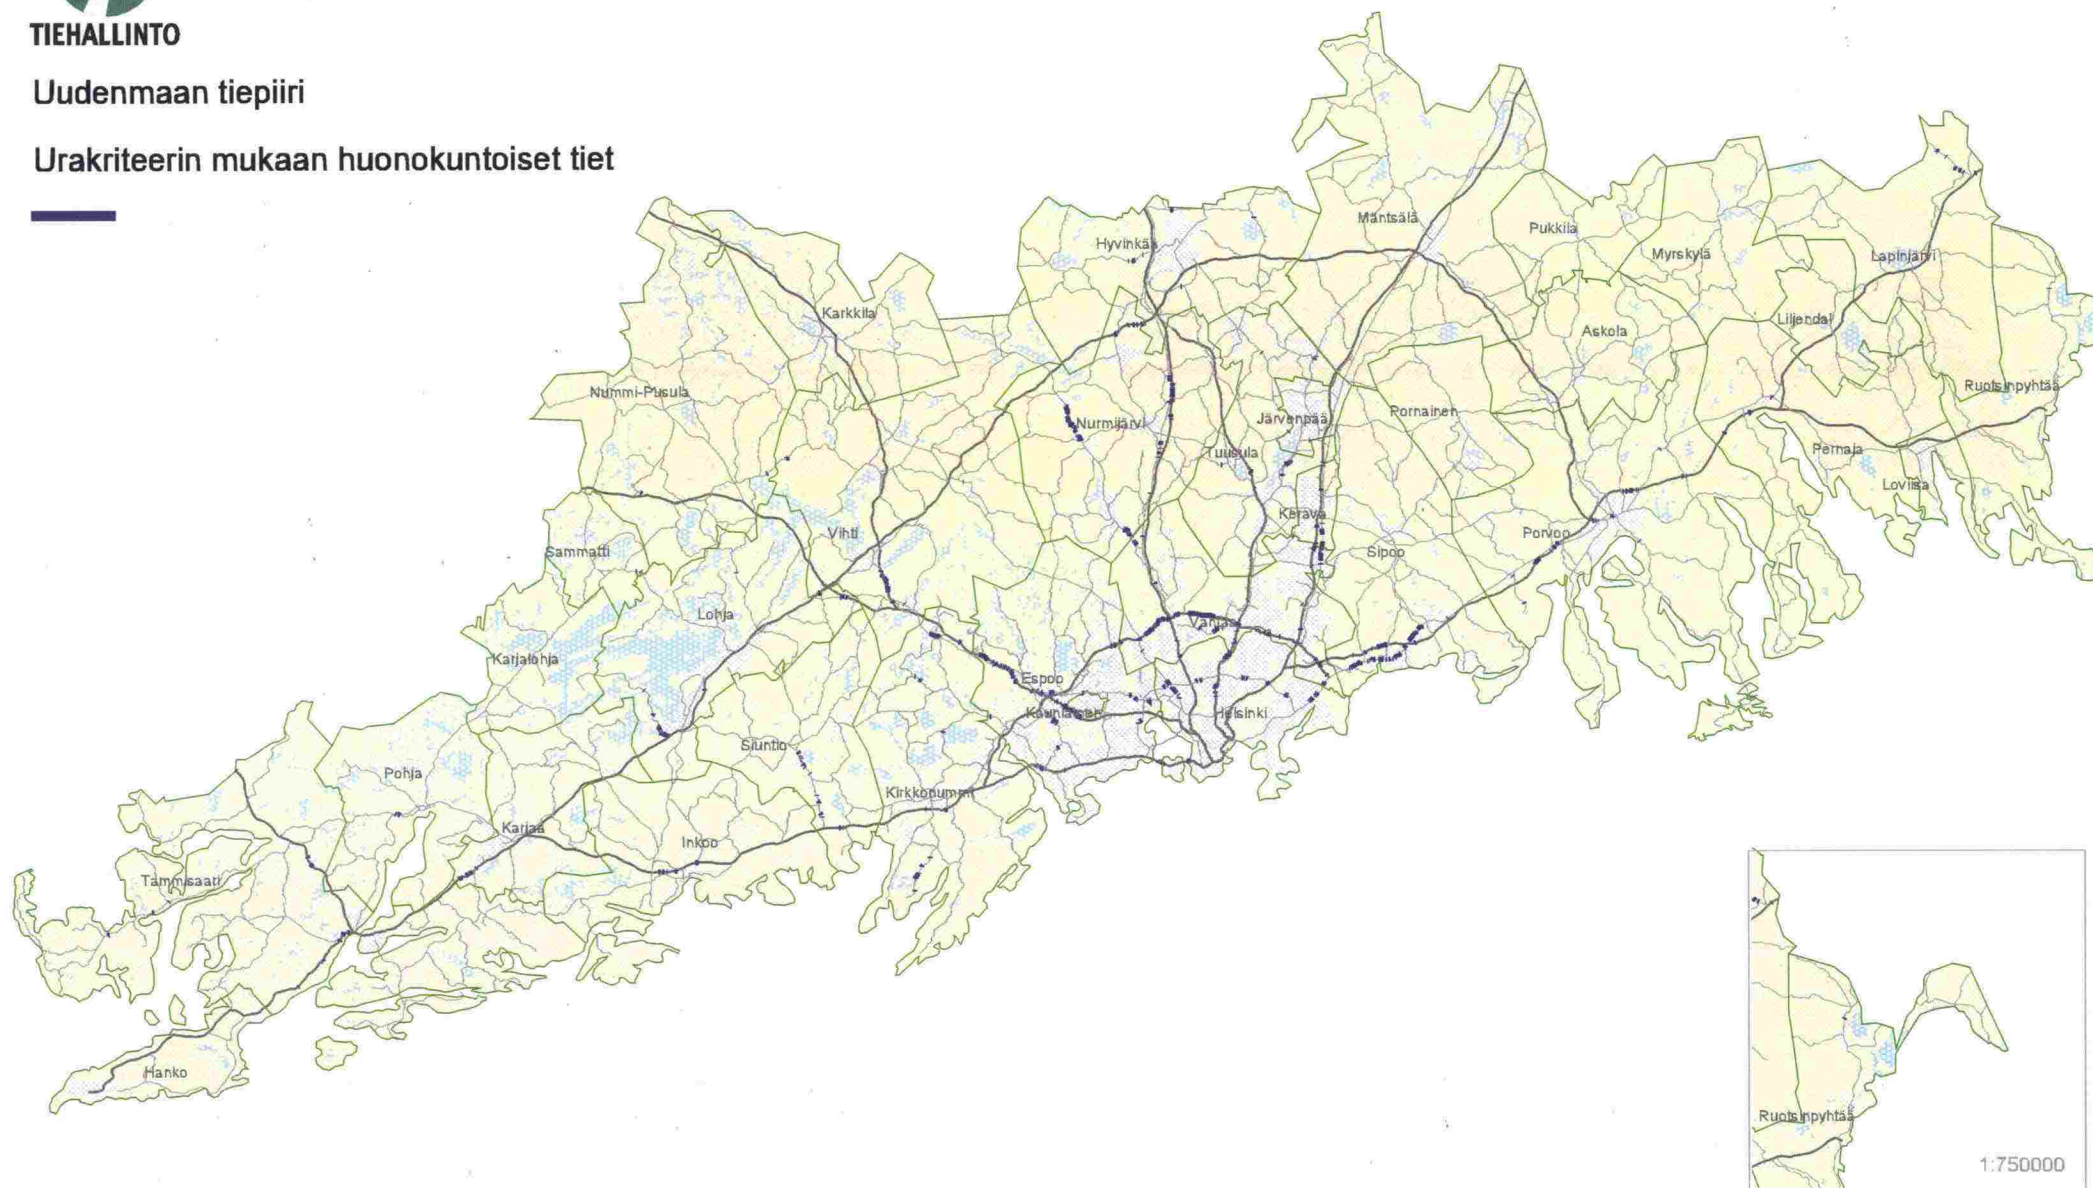 TIEHALLINTO
Uudenmaan tiepiiri
Urakriteerin mukaan huonokuntoiset tiet
Mäntsälä
Pukkila
Hyvinkää
Myrskylä
Lapinjärvi
Karkkila
Liljendal
Askola
Nummi-Pusula
Ruotsinpyhtää
Nurmijärvi
Järvenpää
Pornainen
Tuusula
Pernaja
Loviisa
Kerava
Vihti
Porvoo
Sammatti
Sipoo
Lohja
Vantaa
Karjalohja
Espoo
Kauniainen
Helsinki
Siuntio
Pohja
Kirkkonummi
Karjaa
Inkoo
Tammisaari
Hanko
Ruotsinpyhtää
1:750000